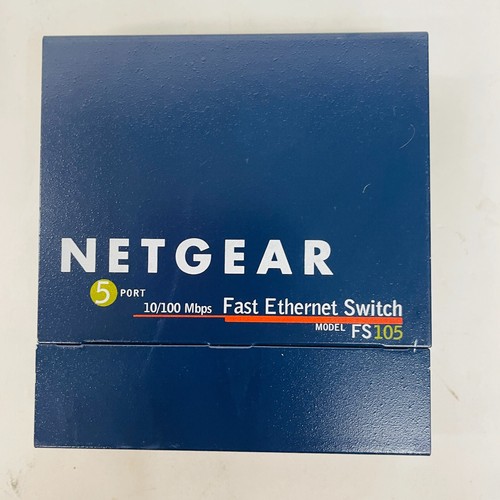 NETGEAR
5 PORT
10/100 Mbps Fast Ethernet Switch
MODEL FS105